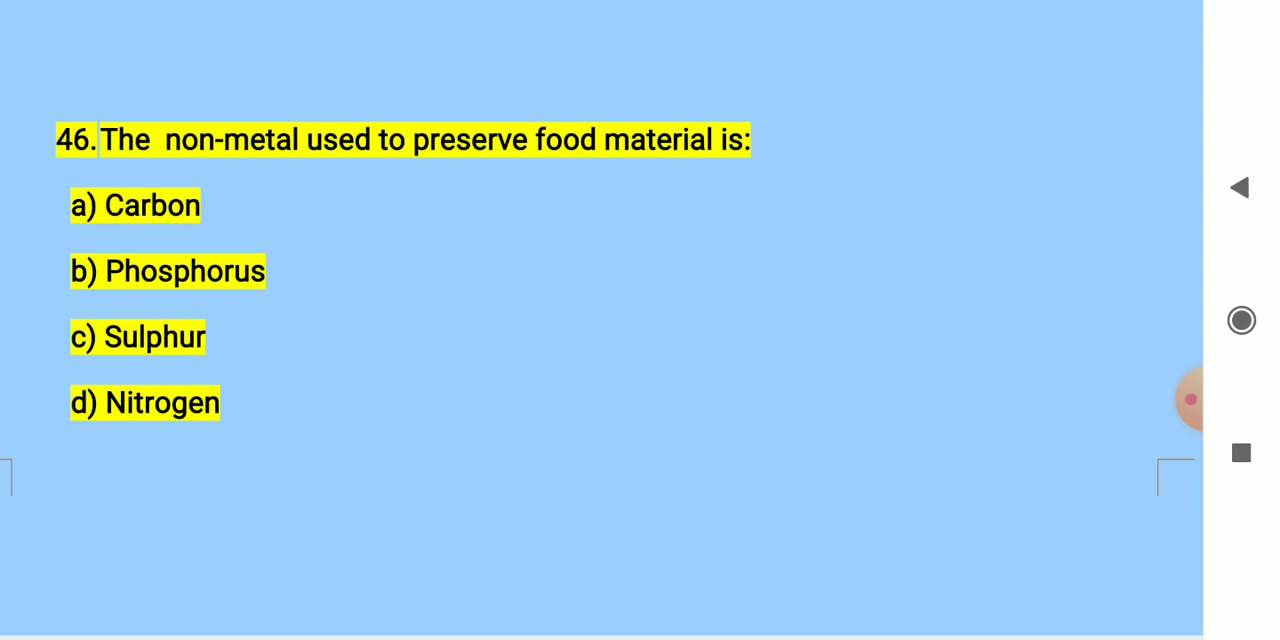 46. The non-metal used to preserve food material is:
a) Carbon
b) Phosphorus
c) Sulphur
d) Nitrogen